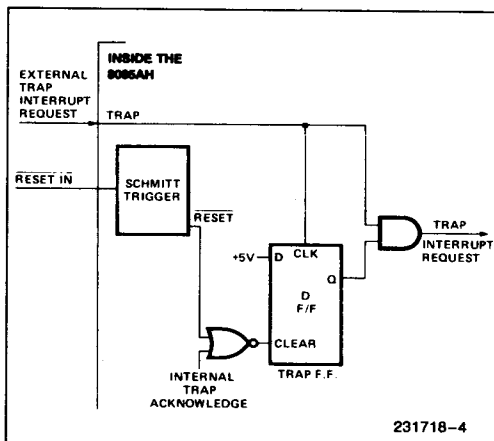 INSIDE THE
8085AH
EXTERNAL
TRAP
INTERRUPT
REQUEST
TRAP
RESET IN
SCHMITT
TRIGGER
RESET
+5V
D
CLK
Q
D
F/F
CLEAR
TRAP F.F.
TRAP
INTERRUPT
REQUEST
INTERNAL
TRAP
ACKNOWLEDGE
231718-4